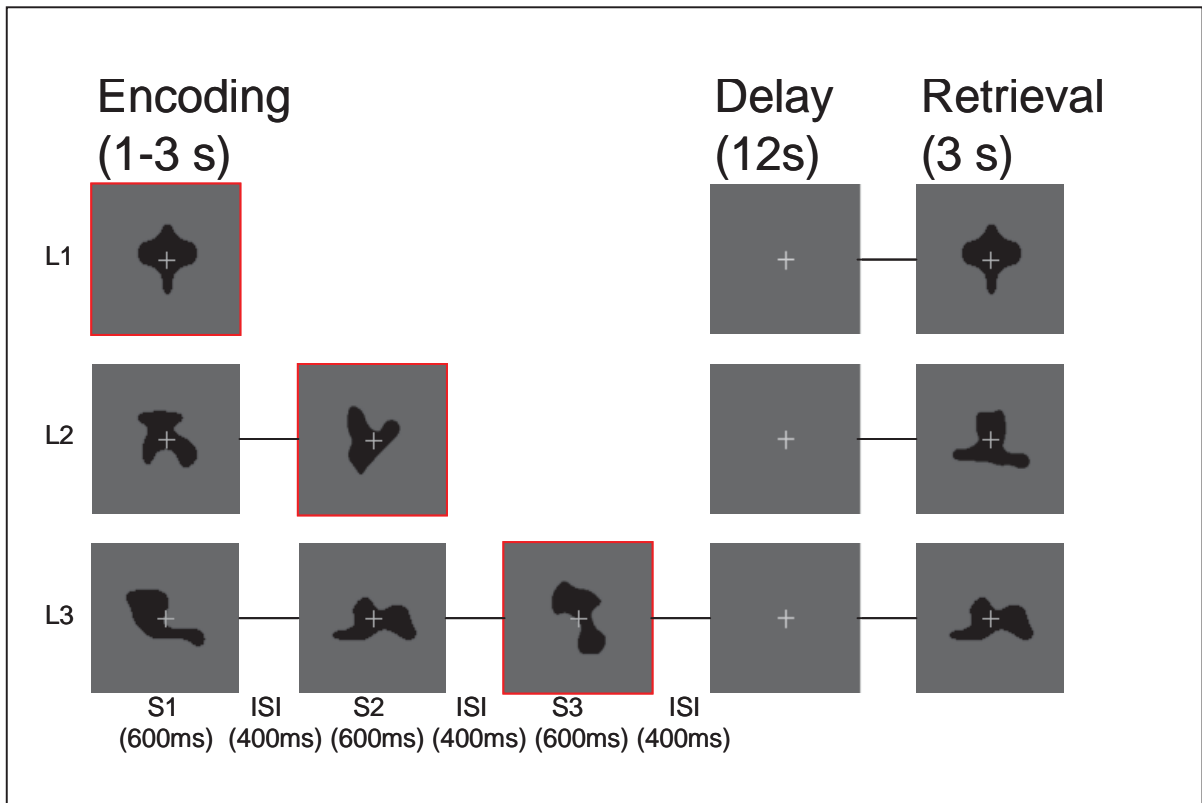 Encoding
(1-3 s)
Delay
(12s)
Retrieval
(3 s)
L1
L2
L3
S1
(600ms)
ISI
(400ms)
S2
(600ms)
ISI
(400ms)
S3
(600ms)
ISI
(400ms)